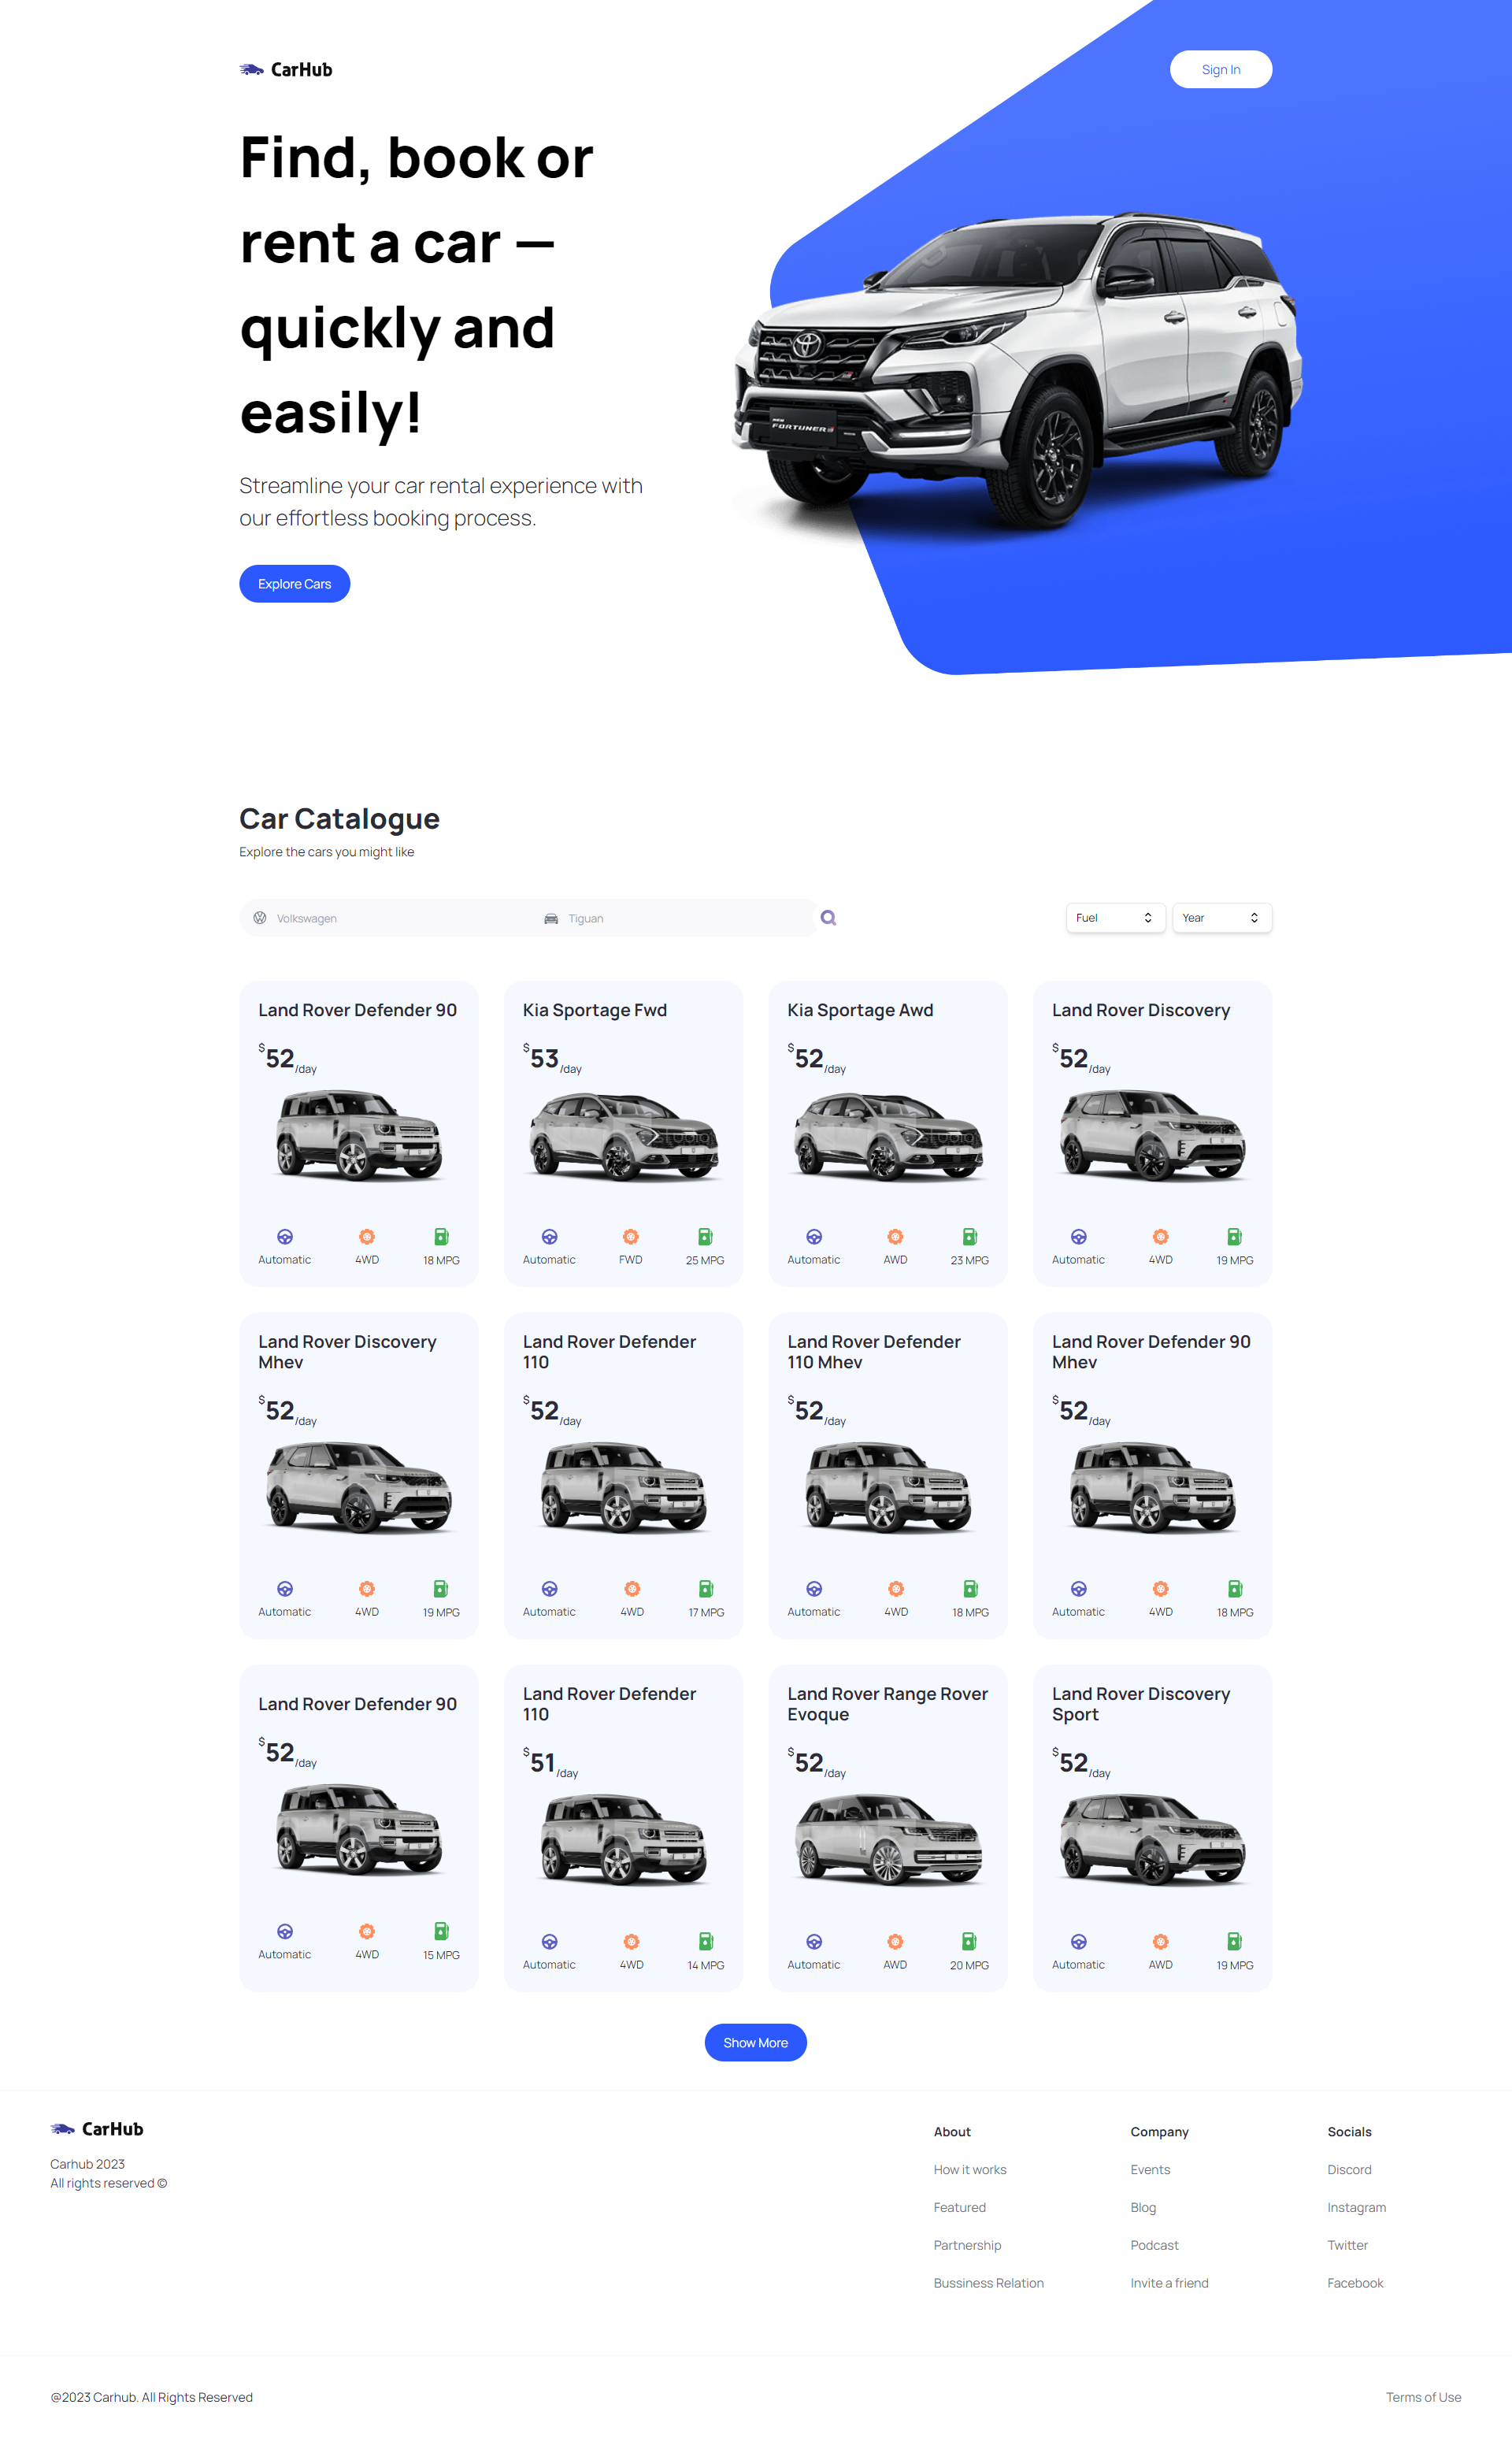 CarHub
Sign In
Find, book or
rent a car —
quickly and
easily!
FORTUNER
Streamline your car rental experience with
our effortless booking process.
Explore Cars
Car Catalogue
Explore the cars you might like
Volkswagen
Tiguan
Fuel
Year
Land Rover Defender 90
$52/day
Automatic
4WD
18 MPG
Kia Sportage Fwd
$53/day
Automatic
FWD
25 MPG
Kia Sportage Awd
$52/day
Automatic
AWD
23 MPG
Land Rover Discovery
$52/day
Automatic
4WD
19 MPG
Land Rover Discovery
Mhev
$52/day
Automatic
4WD
19 MPG
Land Rover Defender
110
$52/day
Automatic
4WD
17 MPG
Land Rover Defender
110 Mhev
$52/day
Automatic
4WD
18 MPG
Land Rover Defender 90
Mhev
$52/day
Automatic
4WD
18 MPG
Land Rover Defender 90
$52/day
Automatic
4WD
15 MPG
Land Rover Defender
110
$51/day
Automatic
4WD
14 MPG
Land Rover Range Rover
Evoque
$52/day
Automatic
AWD
20 MPG
Land Rover Discovery
Sport
$52/day
Automatic
AWD
19 MPG
Show More
CarHub
Carhub 2023
All rights reserved ©
About
How it works
Featured
Partnership
Bussiness Relation
Company
Events
Blog
Podcast
Invite a friend
Socials
Discord
Instagram
Twitter
Facebook
@2023 Carhub. All Rights Reserved
Terms of Use